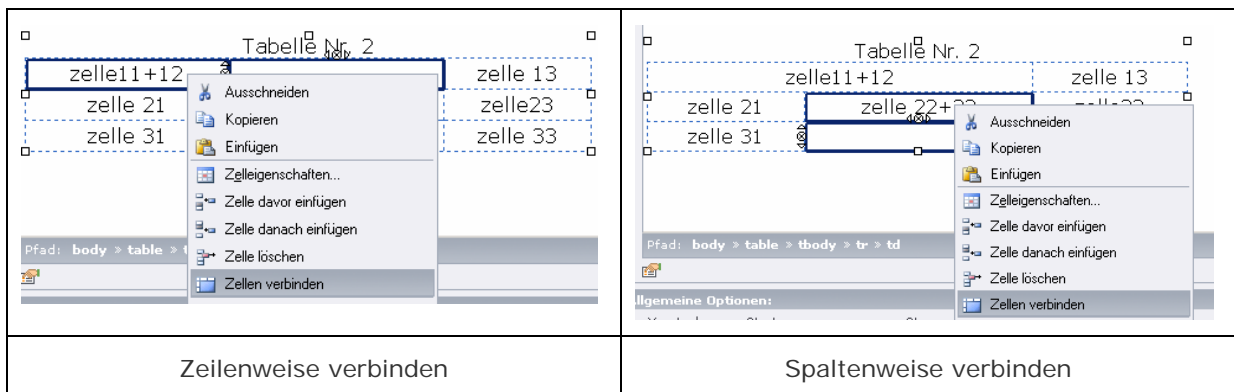 Tabelle Nr. 2
zelle11+12
zelle 13
zelle 21
zelle23
zelle 31
zelle 33
Ausschneiden
Kopieren
Einfügen
Zelleigenschaften...
Zelle davor einfügen
Zelle danach einfügen
Zelle löschen
Zellen verbinden
Pfad: body » table »
Zeilenweise verbinden
Tabelle Nr. 2
zelle11+12
zelle 13
zelle 21
zelle 22+
zelle 31
Ausschneiden
Kopieren
Einfügen
Zelleigenschaften...
Zelle davor einfügen
Zelle danach einfügen
Zelle löschen
Zellen verbinden
Pfad: body » table » tbody » tr » td
llgemeine Optionen:
Spaltenweise verbinden